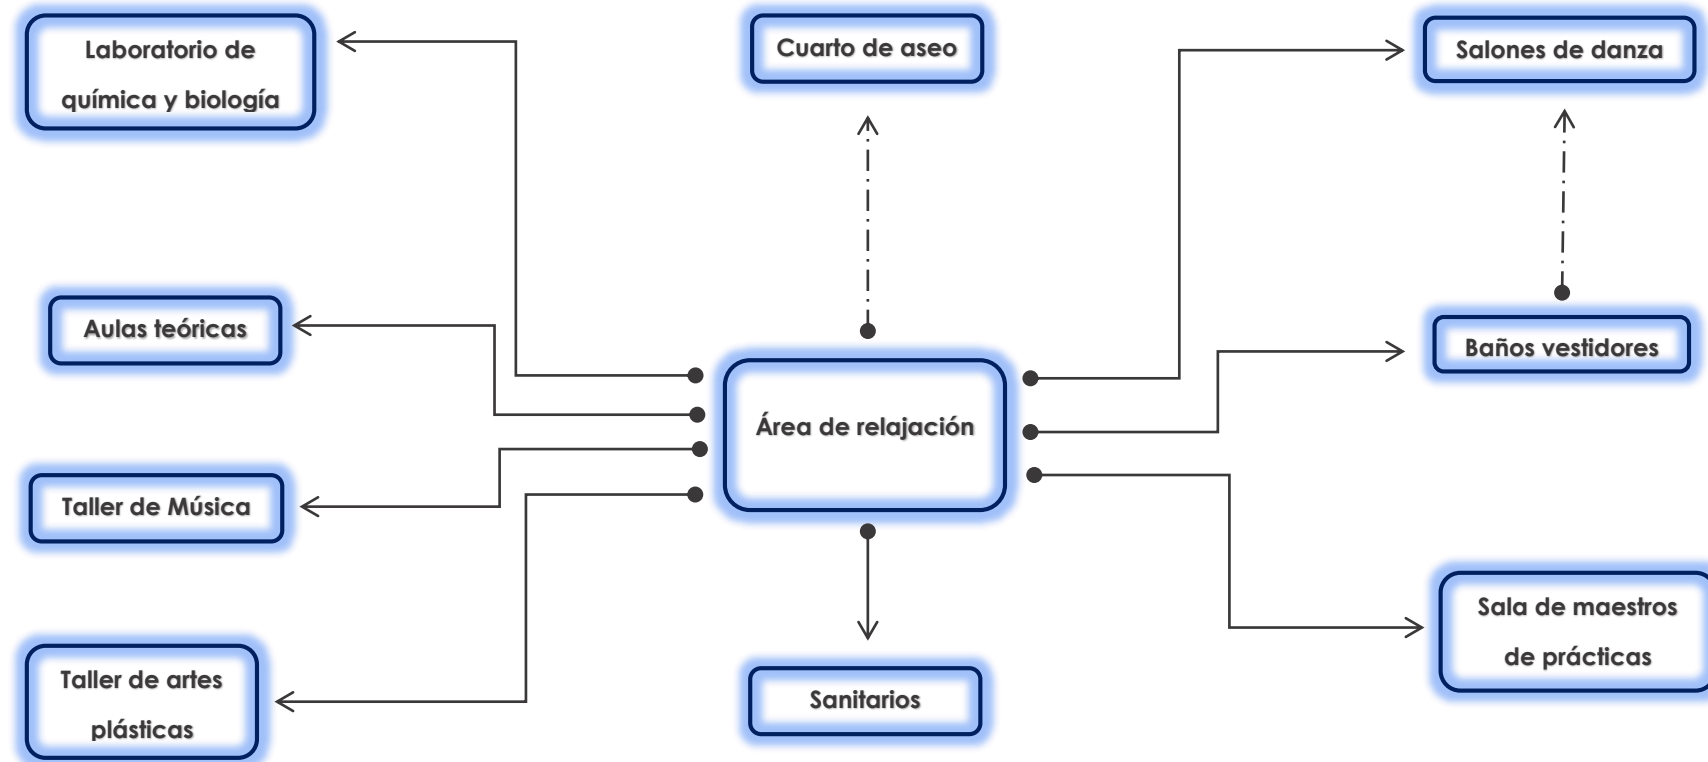 Laboratorio de
química y biología
Cuarto de aseo
Salones de danza
Aulas teóricas
Baños vestidores
Área de relajación
Taller de Música
Sala de maestros
de prácticas
Taller de artes
plásticas
Sanitarios